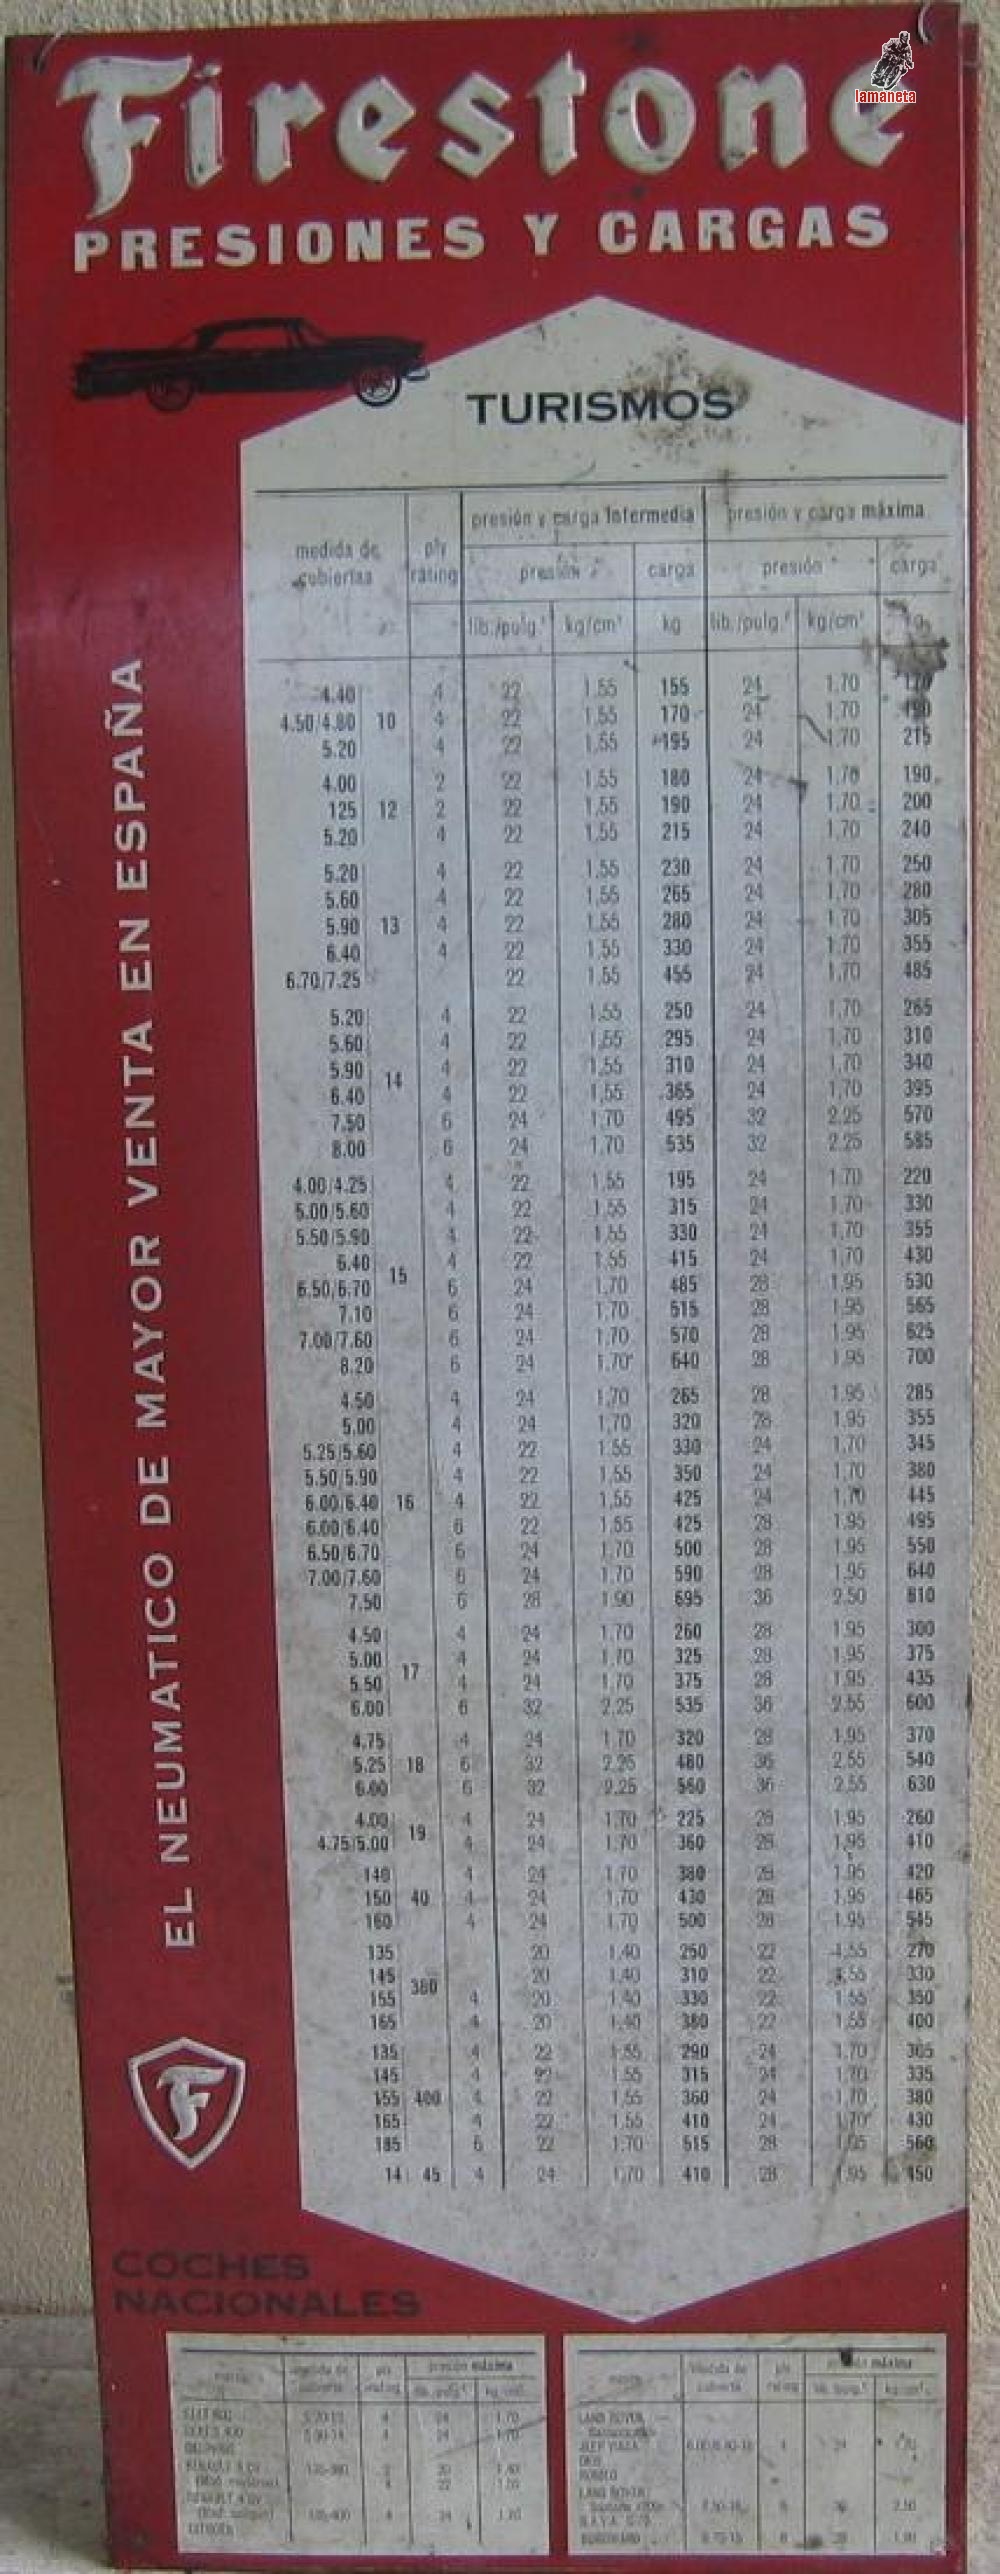 Firestone
lamaneta
PRESIONES Y CARGAS
TURISMOS
medida de cubiertas ply rating presión y carga intermedia presión y carga máxima
presión carga presión carga
lib./pulg.² kg/cm² kg lib./pulg.² kg/cm² kg
4.40 4 22 1,55 155 24 1,70 170
4.50/4.80 10 4 22 1,55 170 24 1,70 190
5.20 4 22 1,55 195 24 1,70 215
4.00 2 22 1,55 180 24 1,70 190
125 12 2 22 1,55 190 24 1,70 200
5.20 4 22 1,55 215 24 1,70 240
5.20 4 22 1,55 230 24 1,70 250
5.60 4 22 1,55 265 24 1,70 280
5.90 13 4 22 1,55 280 24 1,70 305
6.40 4 22 1,55 330 24 1,70 355
6.70/7.25 22 1,55 455 24 1,70 485
5.20 4 22 1,55 250 24 1,70 265
5.60 4 22 1,55 295 24 1,70 310
5.90 14 4 22 1,55 310 24 1,70 340
6.40 4 22 1,55 365 24 1,70 395
7.50 6 24 1,70 495 32 2.25 570
8.00 6 24 1,70 535 32 2.25 585
4.00/4.25 4 22 1,55 195 24 1.70 220
5.00/5.60 4 22 1.55 315 24 1,70 330
5.50/5.90 4 22 1,55 330 24 1,70 355
6.40 15 4 22 1,55 415 24 1,70 430
6.50/6.70 6 24 1,70 485 28 1,95 530
7.10 6 24 1,70 515 28 1,95 565
7.00/7.60 6 24 1,70 570 28 1.95 625
8.20 6 24 1,70 640 28 1.95 700
4.50 4 24 1,70 265 28 1.95 285
5.00 4 24 1,70 320 28 1.95 355
5.25/5.60 4 22 1.55 330 24 1,70 345
5.50/5.90 4 22 1,55 350 24 1,70 380
6.00/6.40 16 4 22 1,55 425 24 1.70 445
6.00/6.40 6 22 1,55 425 28 1.95 495
6.50/6.70 6 24 1,70 500 28 1.95 550
7.00/7.60 6 24 1.70 590 28 1.95 640
7.50 6 28 1.90 695 36 2.50 810
4.50 4 24 1.70 260 28 1.95 300
5.00 17 4 24 1,70 325 28 1.95 375
5.50 4 24 1,70 375 28 1.95 435
6.00 6 32 2.25 535 36 2.55 600
4.75 4 24 1,70 320 28 1.95 370
5.25 18 6 32 2.25 480 36 2.55 540
6.00 6 32 2.25 560 36 2.55 630
4.00 19 4 24 1,70 225 28 1.95 260
4.75/5.00 4 24 1,70 360 28 1.95 410
140 4 24 1,70 380 28 1.95 420
150 40 4 24 1,70 430 28 1,95 465
160 4 24 1,70 500 28 1.95 545
135 380 20 1.40 250 22 1,55 270
145 20 1,40 310 22 1,55 330
155 4 20 1,40 330 22 1.55 350
165 4 20 1,40 380 22 1.55 400
135 4 22 1.55 290 24 1,70 305
145 4 22 1.55 315 24 1,70 335
155 400 4 22 1,55 360 24 1,70 380
165 4 22 1,55 410 24 1,70 430
185 6 22 1.70 515 28 1,95 560
14 45 4 24 1,70 410 28 1.95 450
EL NEUMATICO DE MAYOR VENTA EN ESPAÑA
F
COCHES
NACIONALES
medida de cubierta presión máxima
LAND ROVER
LAND ROVER